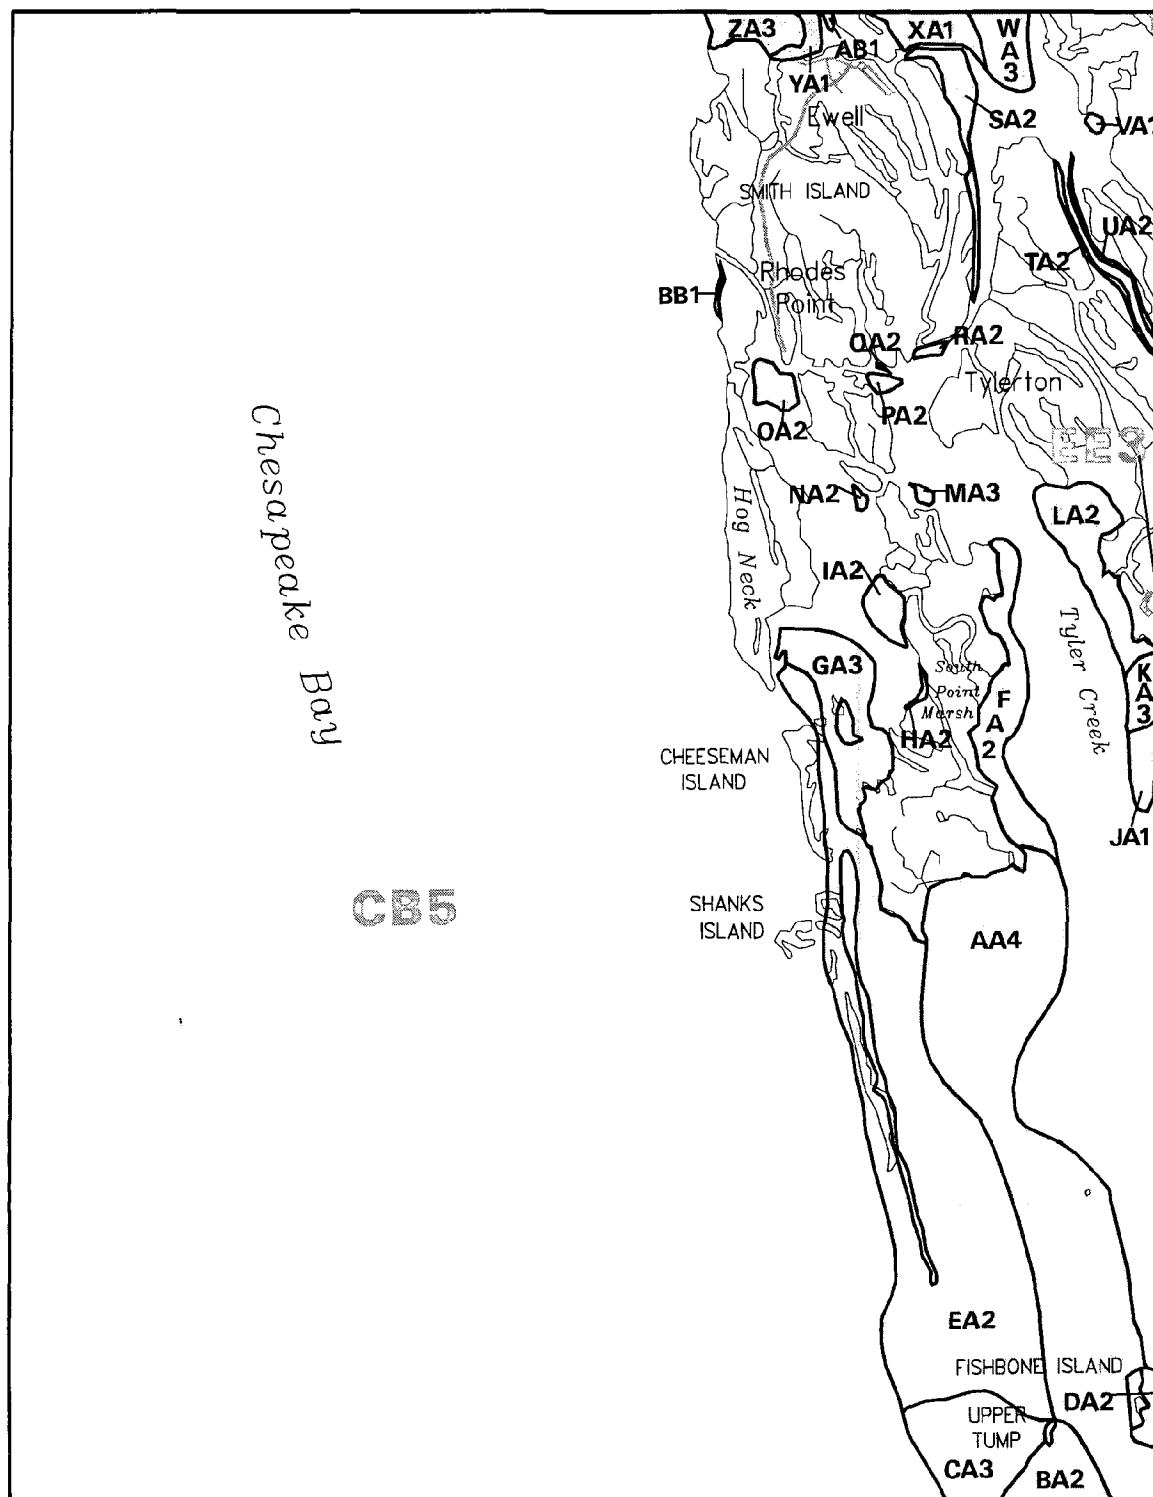 ZA3
AB1
XA1
W
A
3
YA1
Ewell
SA2
VA1
SMITH ISLAND
UA2
TA2
Rhodes
Point
BB1
QA2
RA2
Tylerton
PA2
OA2
EE3
Chesapeake Bay
Hog Neck
NA2
MA3
LA2
IA2
Tyler Creek
GA3
South
Point
Marsh
F
A
2
K
A
3
HA2
CHEESEMAN
ISLAND
JA1
CB5
SHANKS
ISLAND
AA4
EA2
FISHBONE ISLAND
DA2
UPPER
TUMP
CA3
BA2